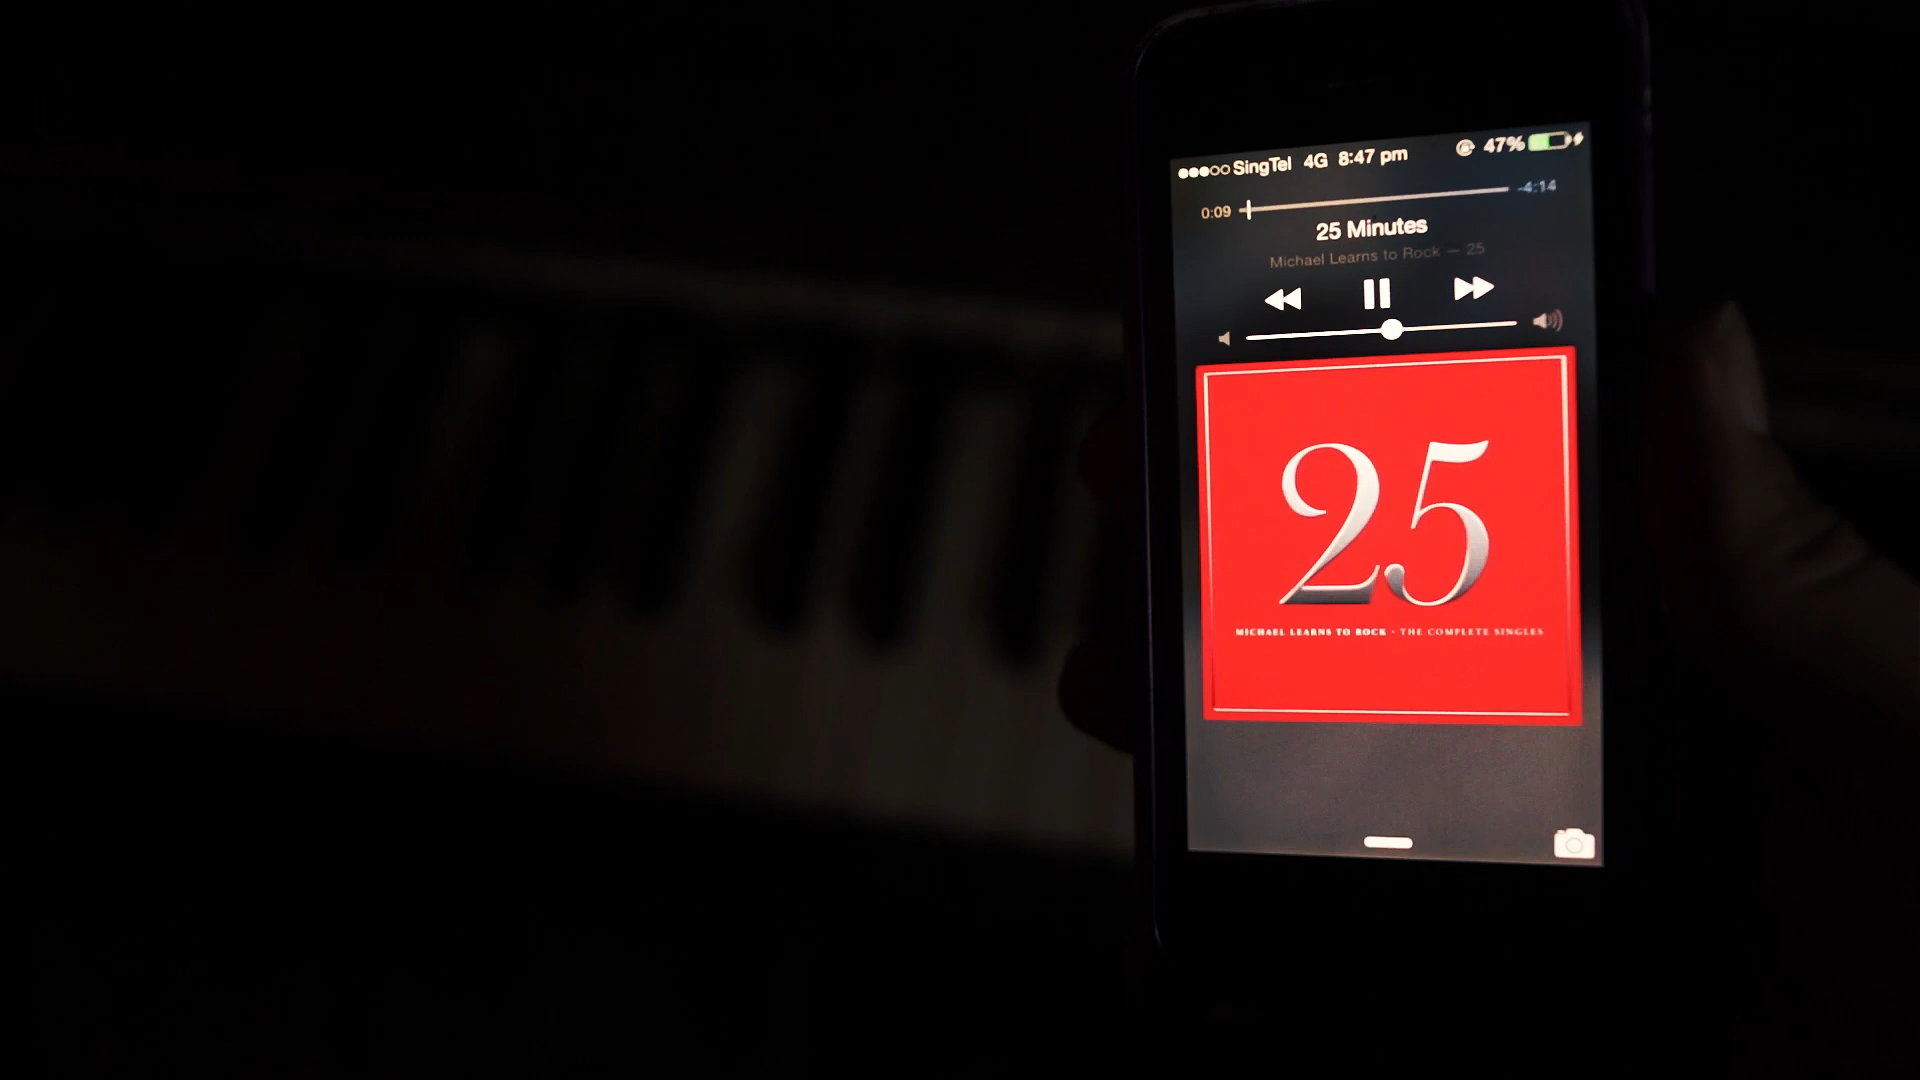 SingTel 4G 8:47 pm 47%
0:09 -4:14
25 Minutes
Michael Learns to Rock — 25
25
MICHAEL LEARNS TO ROCK - THE COMPLETE SINGLES